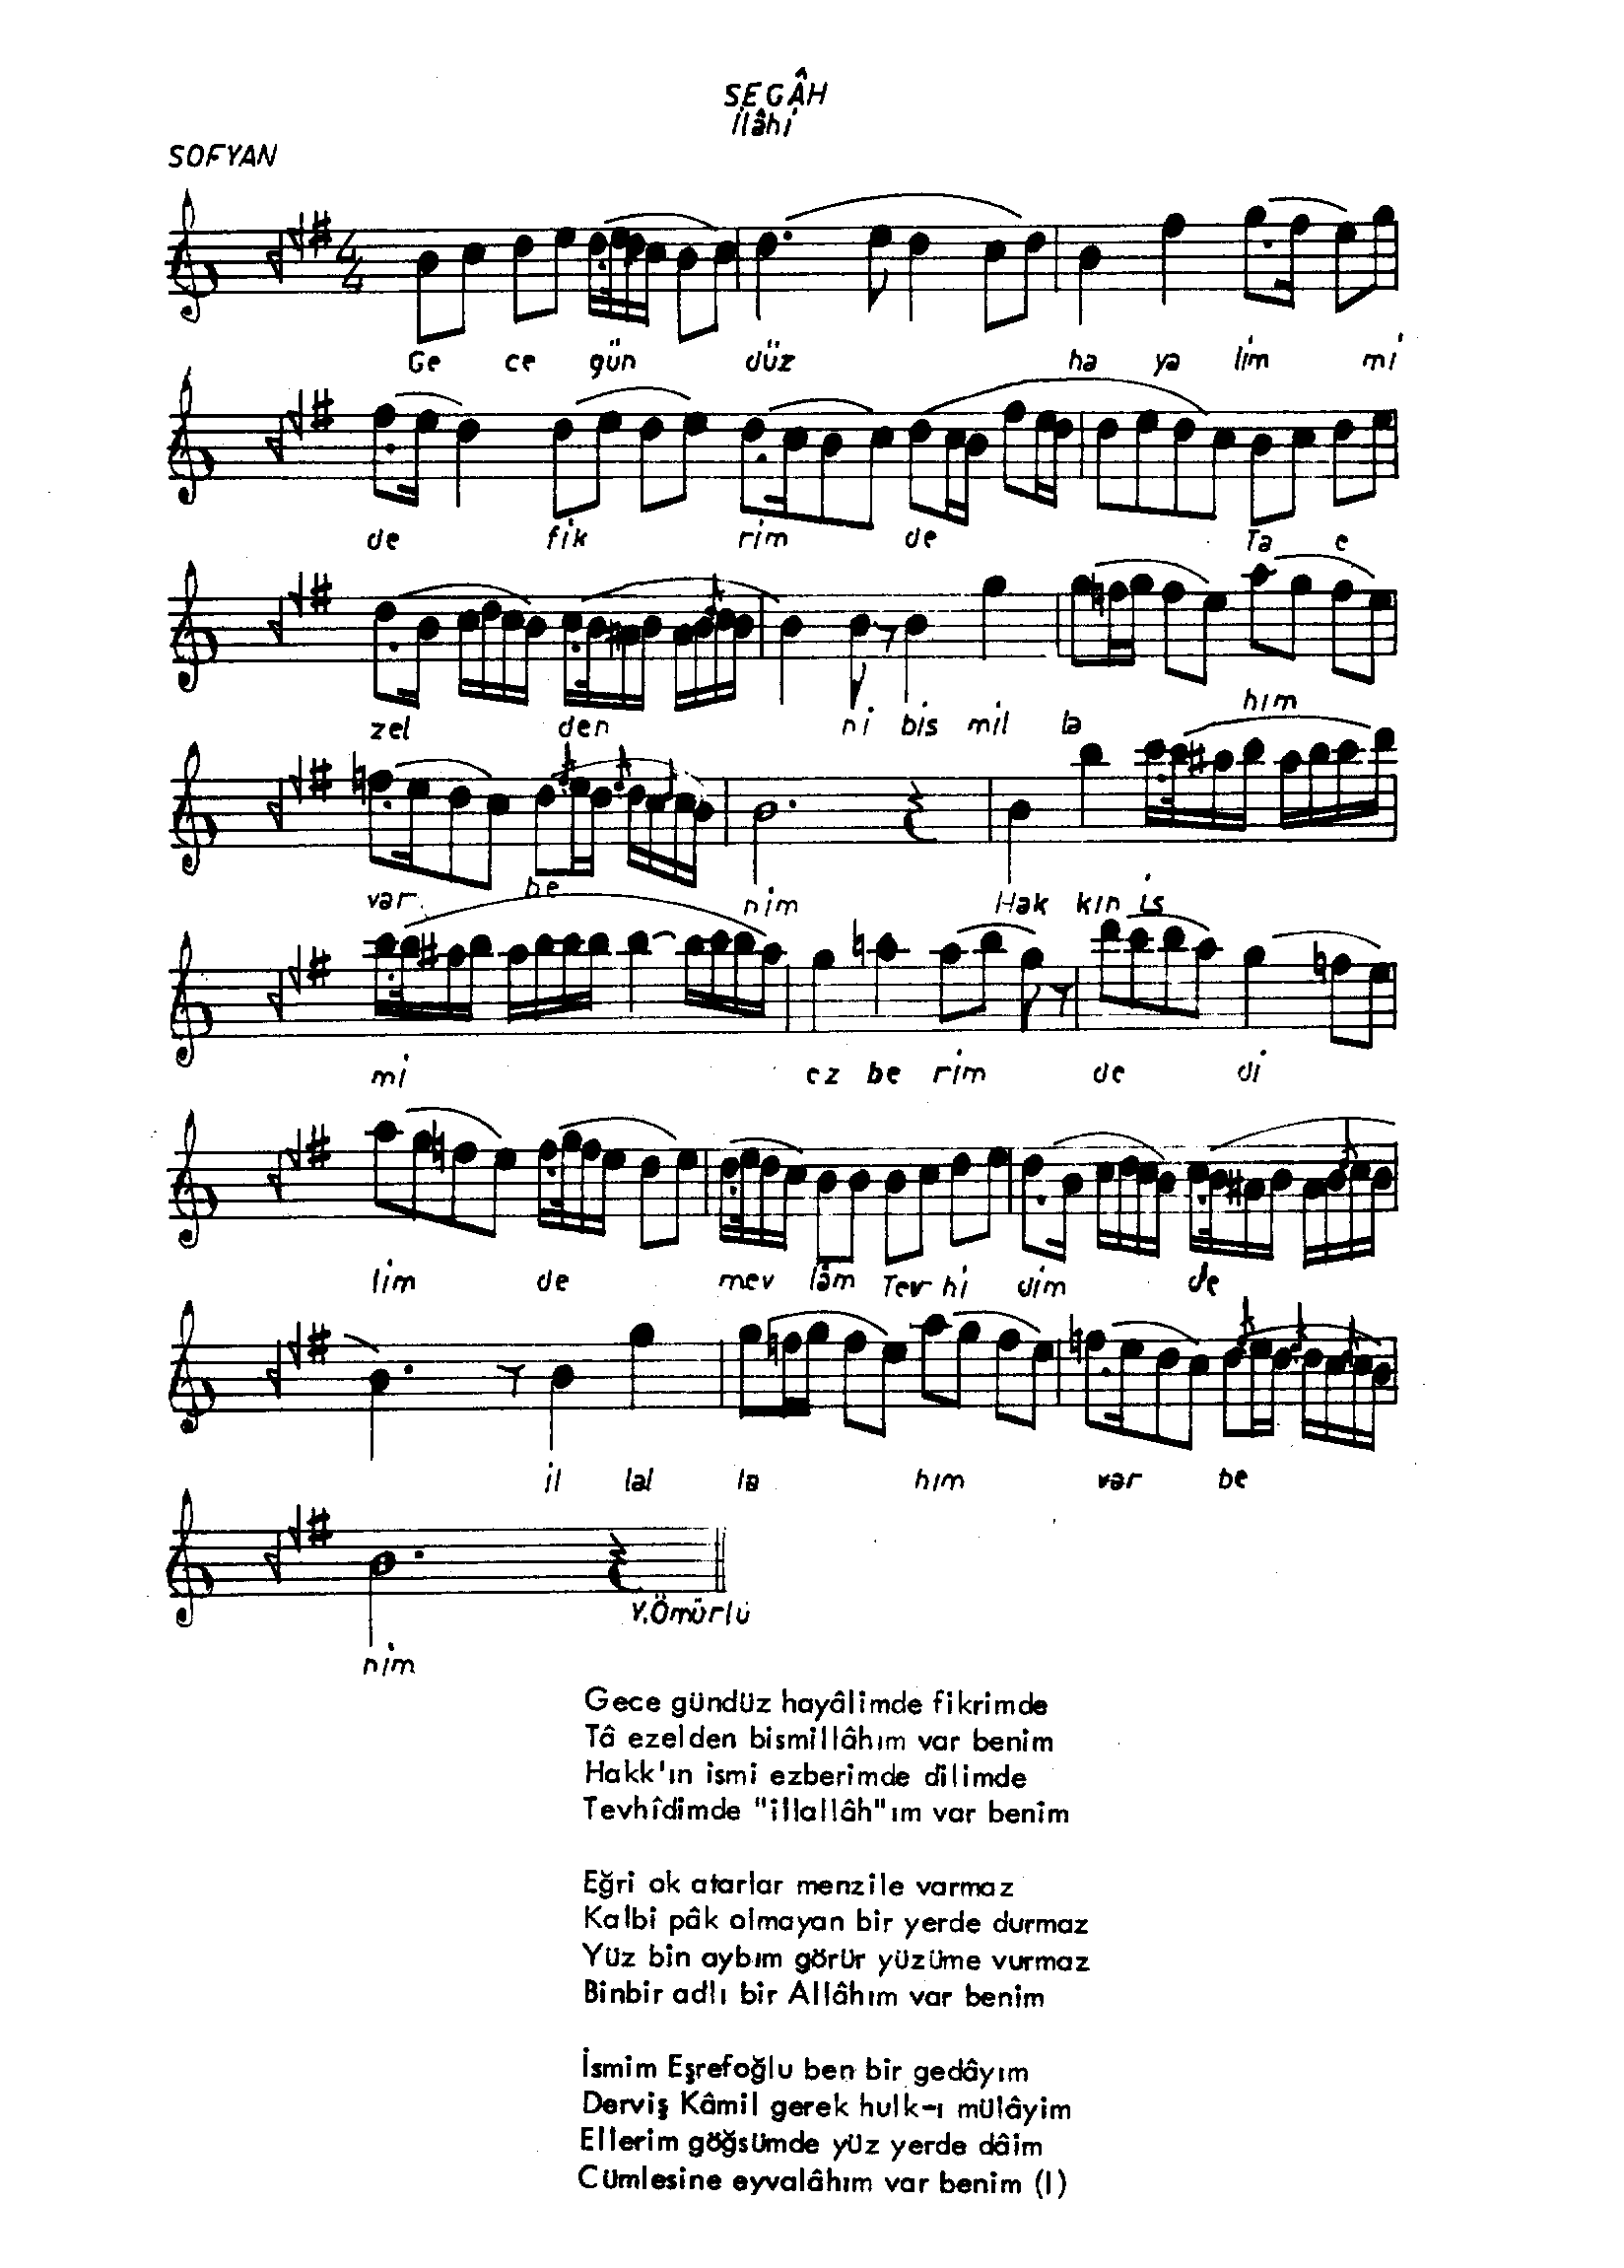 SEGÂH
İlâhi
SOFYAN
4/4
Ge ce gün düz ha ya lim mi
de fik rim de Ta e
zel den ni bis mil la hım
var be nim Hak kın is
mi ez be rim de di
lim de mev lâm Tev hi dim de
il lal la hım var be
Y.Ömürlü
nim
Gece gündüz hayâlimde fikrimde
Tâ ezelden bismillâhım var benim
Hakk'ın ismi ezberimde dilimde
Tevhîdimde "illallâh"ım var benim
Eğri ok atarlar menzile varmaz
Kalbi pâk olmayan bir yerde durmaz
Yüz bin aybım görür yüzüme vurmaz
Binbir adlı bir Allâhım var benim
İsmim Eşrefoğlu ben bir gedâyım
Derviş Kâmil gerek hulk-ı mülâyim
Ellerim göğsümde yüz yerde dâim
Cümlesine eyvalâhım var benim (I)